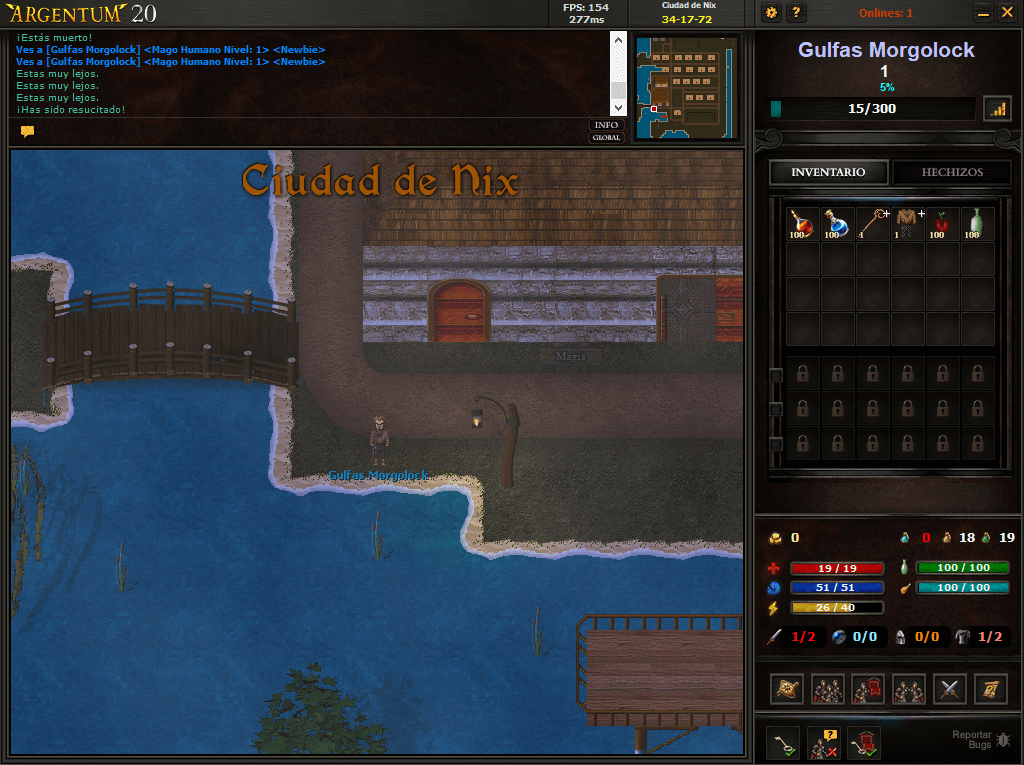 ARGENTUM 20
FPS: 154
277ms
Ciudad de Nix
34-17-72
?
Onlines: 1
¡Estás muerto!
Ves a [Gulfas Morgolock] <Mago Humano Nivel: 1> <Newbie>
Ves a [Gulfas Morgolock] <Mago Humano Nivel: 1> <Newbie>
Estas muy lejos.
Estas muy lejos.
Estas muy lejos.
¡Has sido resucitado!
INFO
GLOBAL
Gulfas Morgolock
1
5%
15/300
INVENTARIO
HECHIZOS
100
100
1
+
1
+
100
100
Ciudad de Nix
Magia
Gulfas Morgolock
0
0
18
19
19 / 19
100 / 100
51 / 51
100 / 100
26 / 40
1/2
0/0
0/0
1/2
?
Reportar
Bugs